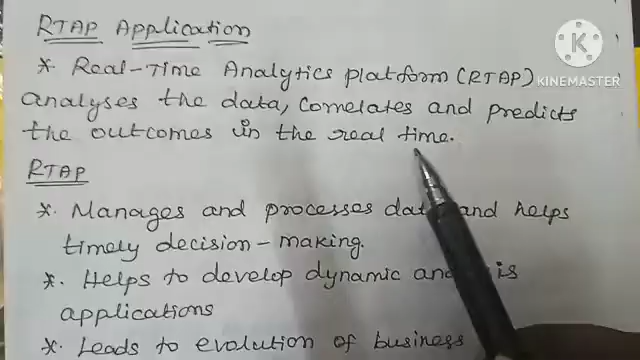 RTAP Application
* Real-Time Analytics platform (RTAP)
analyses the data, correlates and predicts
the outcomes in the real time.
RTAP
*. Manages and processes data and helps
timely decision-making.
*. Helps to develop dynamic analysis
applications
*. Leads to evolution of business
K
KINEMASTER